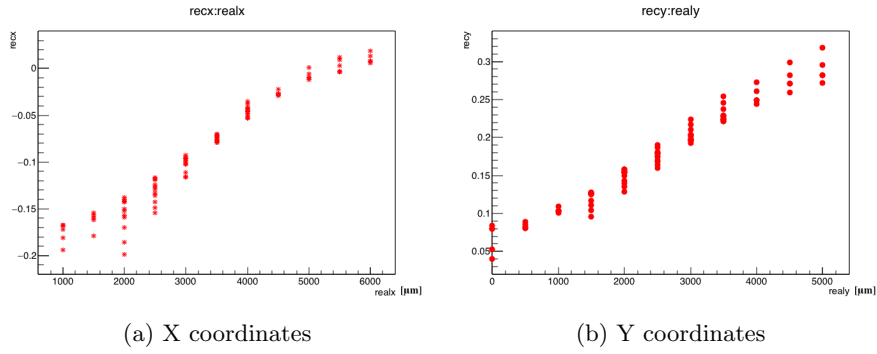 recx:realx
recx
0
−0.05
−0.1
−0.15
−0.2
1000 2000 3000 4000 5000 6000
realx [μm]
(a) X coordinates
recy:realy
recy
0.3
0.25
0.2
0.15
0.1
0.05
0 1000 2000 3000 4000 5000
realy [μm]
(b) Y coordinates